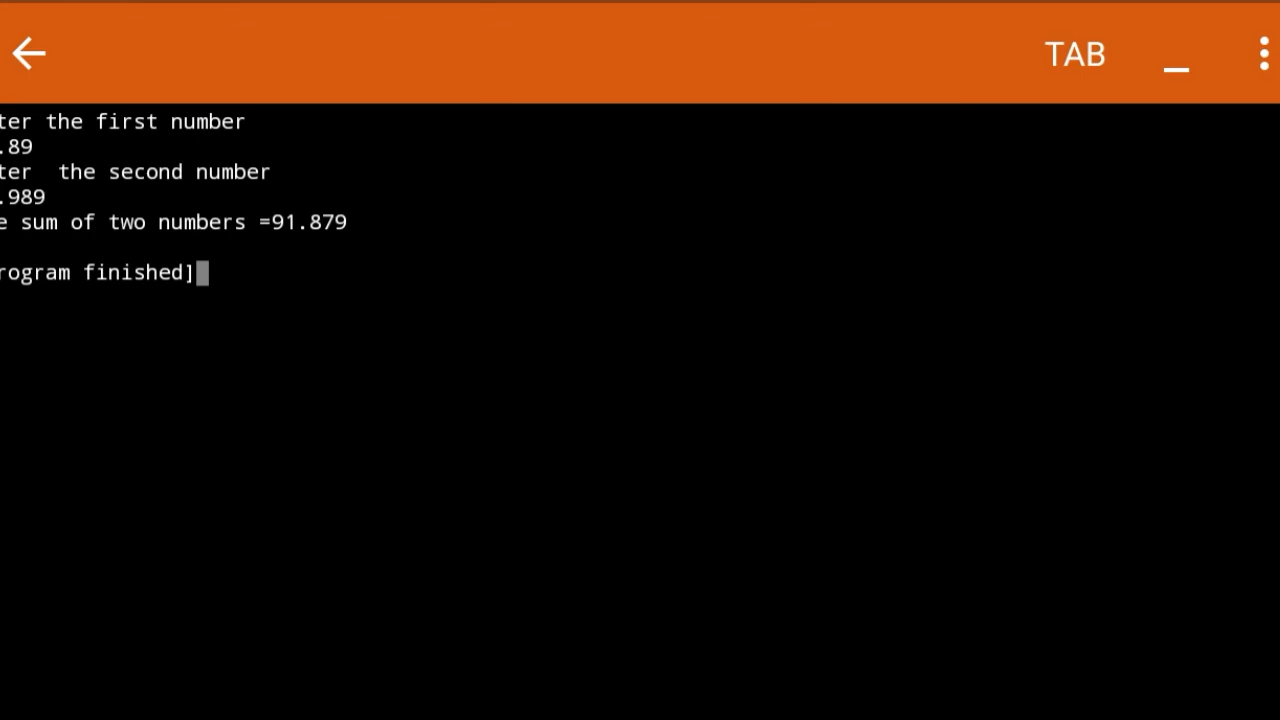 TAB
ter the first number
.89
ter  the second number
.989
e sum of two numbers =91.879
rogram finished]